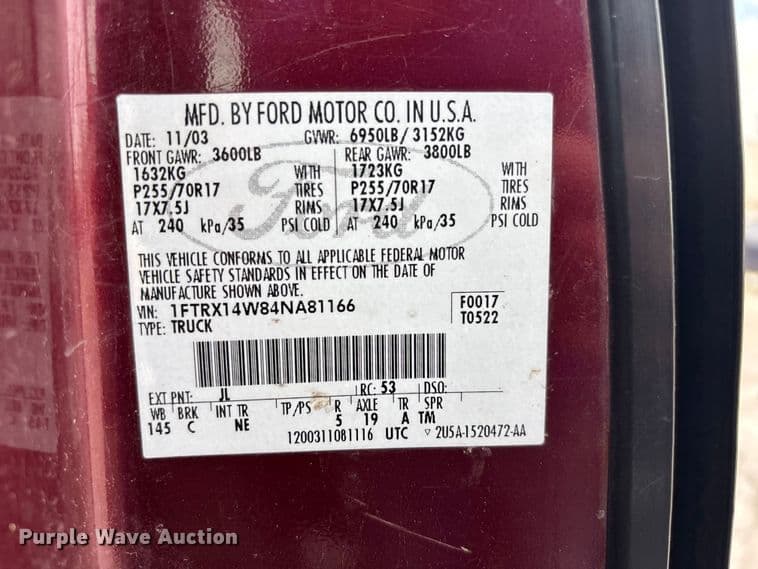 MFD. BY FORD MOTOR CO. IN U.S.A.
DATE: 11/03 GVWR: 6950LB/ 3152KG
FRONT GAWR: 3600LB REAR GAWR: 3800LB
1632KG WITH 1723KG WITH
P255/70R17 TIRES P255/70R17 TIRES
17X7.5J RIMS 17X7.5J RIMS
AT 240 kPa/35 PSI COLD AT 240 kPa/35 PSI COLD
Ford
THIS VEHICLE CONFORMS TO ALL APPLICABLE FEDERAL MOTOR
VEHICLE SAFETY STANDARDS IN EFFECT ON THE DATE OF
MANUFACTURE SHOWN ABOVE.
VIN: 1FTRX14W84NA81166 F0017
TYPE: TRUCK T0522
EXT PNT: JL RC: 53 DSO:
WB BRK INT TR TP/PS R AXLE TR SPR
145 C NE 5 19 A TM
1200311081116 UTC ▽ 2U5A-1520472-AA
Purple Wave Auction